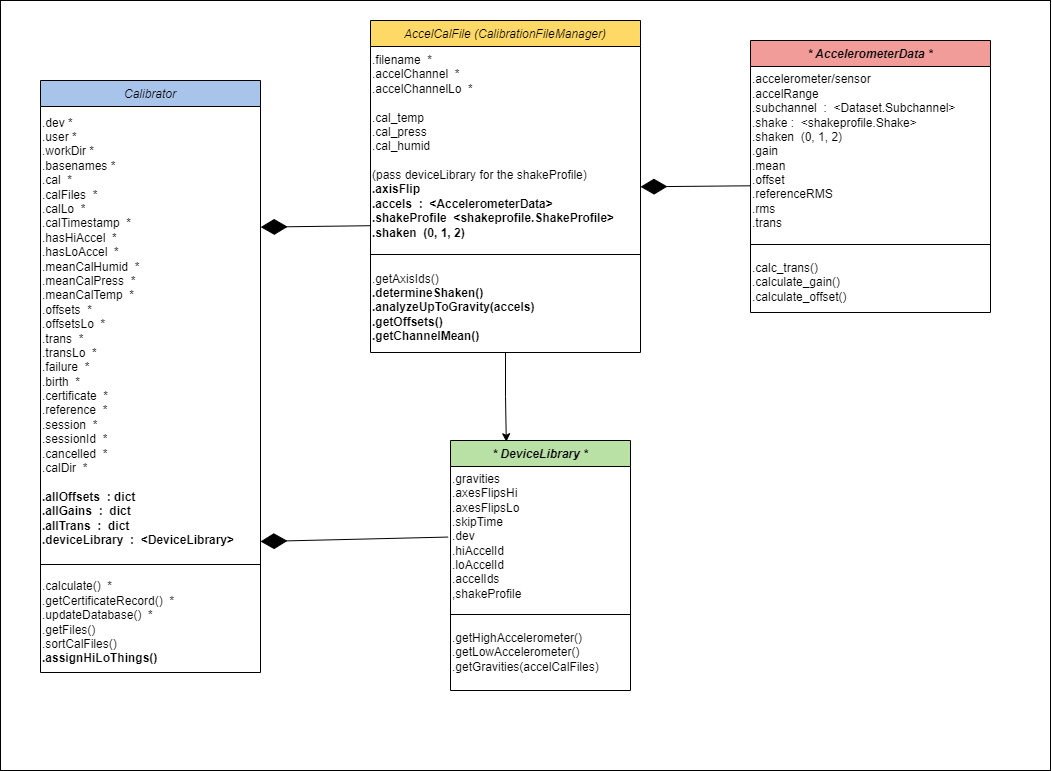 Calibrator
.dev *
.user *
.workDir *
.basenames *
.cal *
.calFiles *
.calLo *
.calTimestamp *
.hasHiAccel *
.hasLoAccel *
.meanCalHumid *
.meanCalPress *
.meanCalTemp *
.offsets *
.offsetsLo *
.trans *
.transLo *
.failure *
.birth *
.certificate *
.reference *
.session *
.sessionId *
.cancelled *
.calDir *
.allOffsets : dict
.allGains : dict
.allTrans : dict
.deviceLibrary : <DeviceLibrary>
.calculate() *
.getCertificateRecord() *
.updateDatabase() *
.getFiles()
.sortCalFiles()
.assignHiLoThings()
AccelCalFile (CalibrationFileManager)
.filename *
.accelChannel *
.accelChannelLo *
.cal_temp
.cal_press
.cal_humid
(pass deviceLibrary for the shakeProfile)
.axisFlip
.accels : <AccelerometerData>
.shakeProfile <shakeprofile.ShakeProfile>
.shaken (0, 1, 2)
.getAxisIds()
.determineShaken()
.analyzeUpToGravity(accels)
.getOffsets()
.getChannelMean()
* AccelerometerData *
.accelerometer/sensor
.accelRange
.subchannel : <Dataset.Subchannel>
.shake : <shakeprofile.Shake>
.shaken (0, 1, 2)
.gain
.mean
.offset
.referenceRMS
.rms
.trans
.calc_trans()
.calculate_gain()
.calculate_offset()
* DeviceLibrary *
.gravities
.axesFlipsHi
.axesFlipsLo
.skipTime
.dev
.hiAccelId
.loAccelId
.accelIds
,shakeProfile
.getHighAccelerometer()
.getLowAccelerometer()
.getGravities(accelCalFiles)